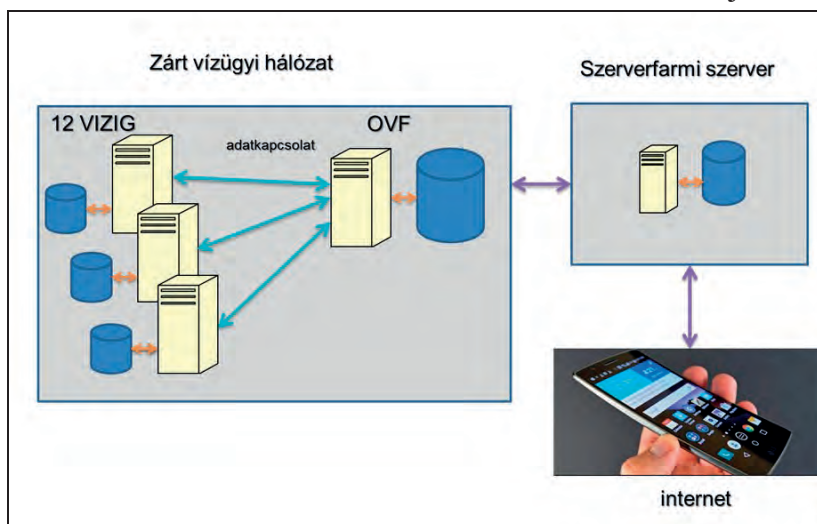 Zárt vízügyi hálózat
Szerverfarmi szerver
12 VIZIG
OVF
adatkapcsolat
internet